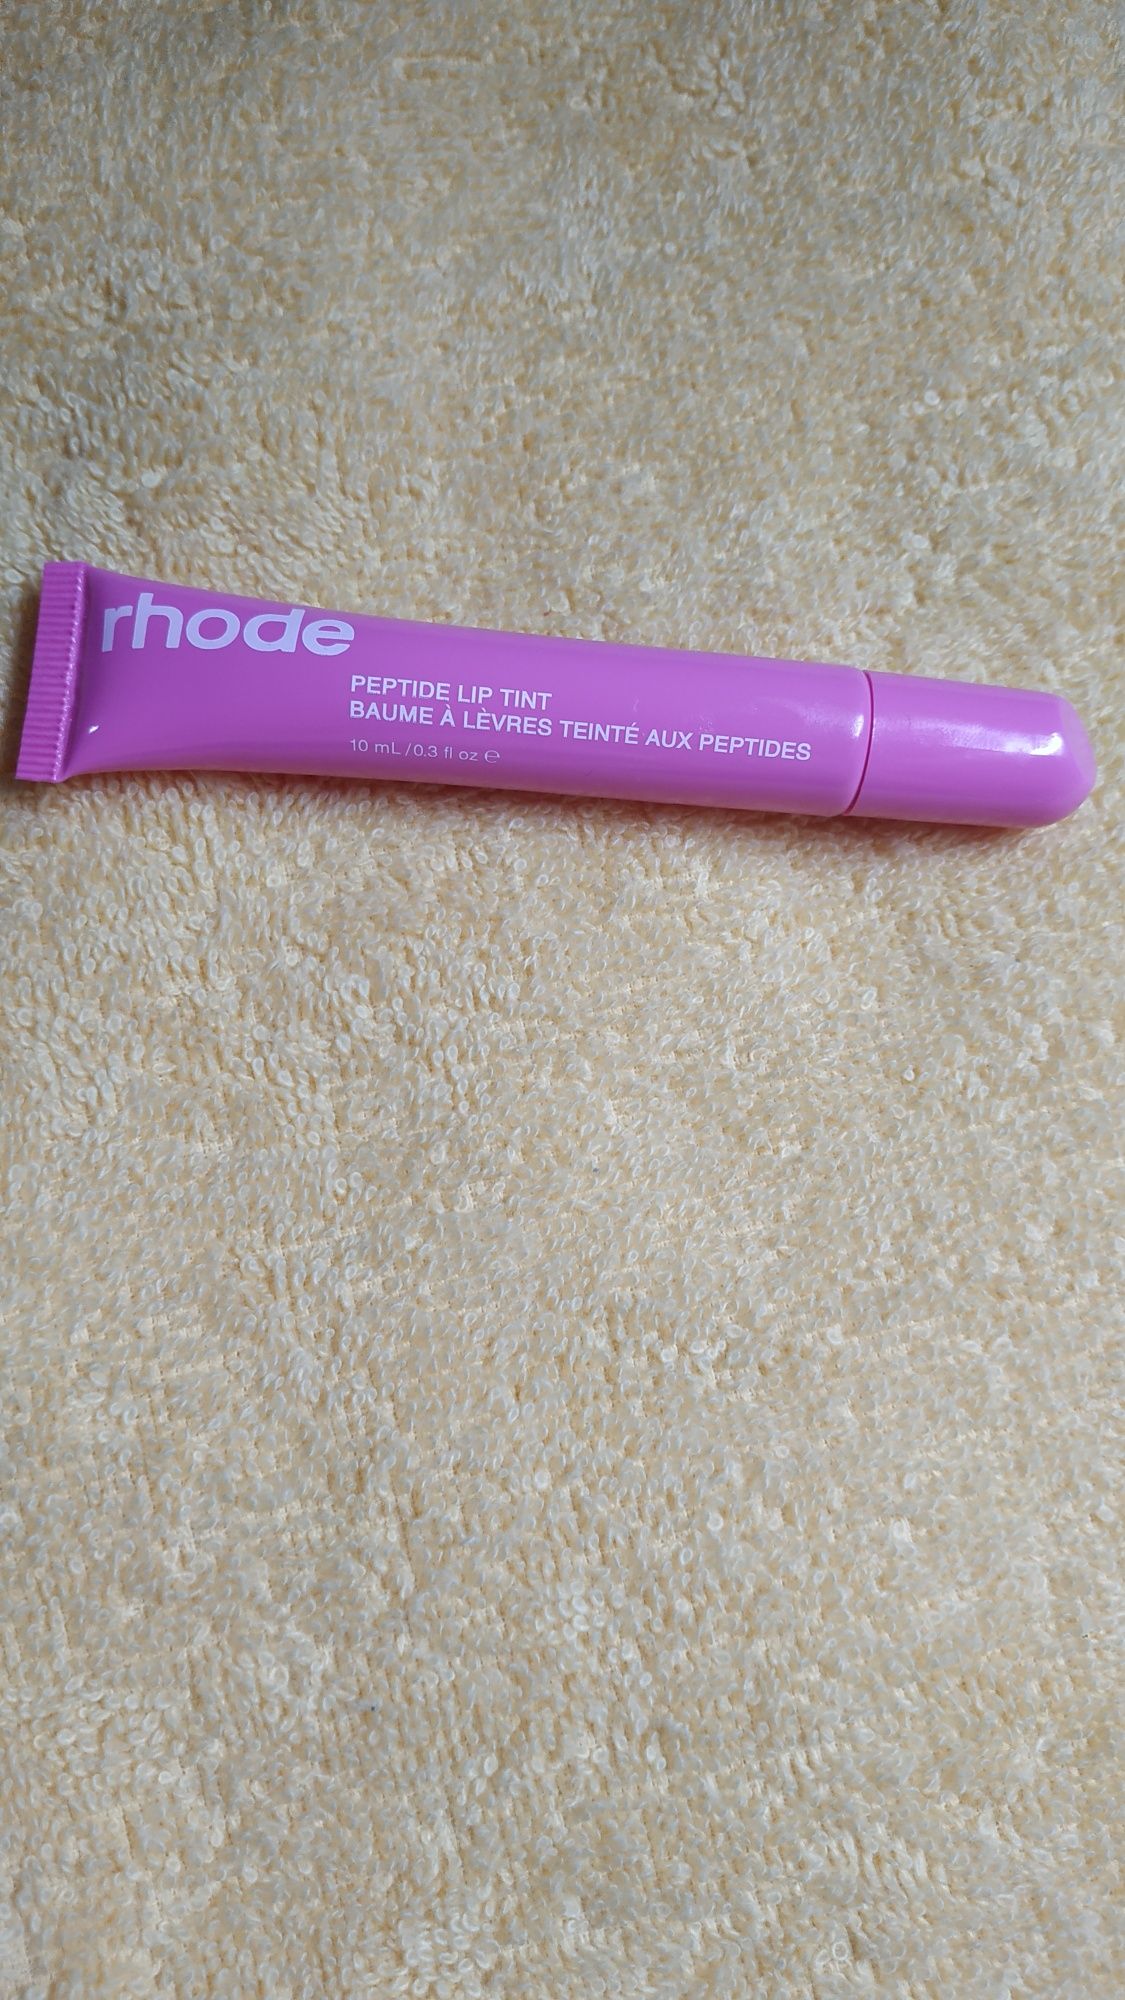 rhode
PEPTIDE LIP TINT
BAUME À LÈVRES TEINTÉ AUX PEPTIDES
10 mL / 0.3 fl oz ℮